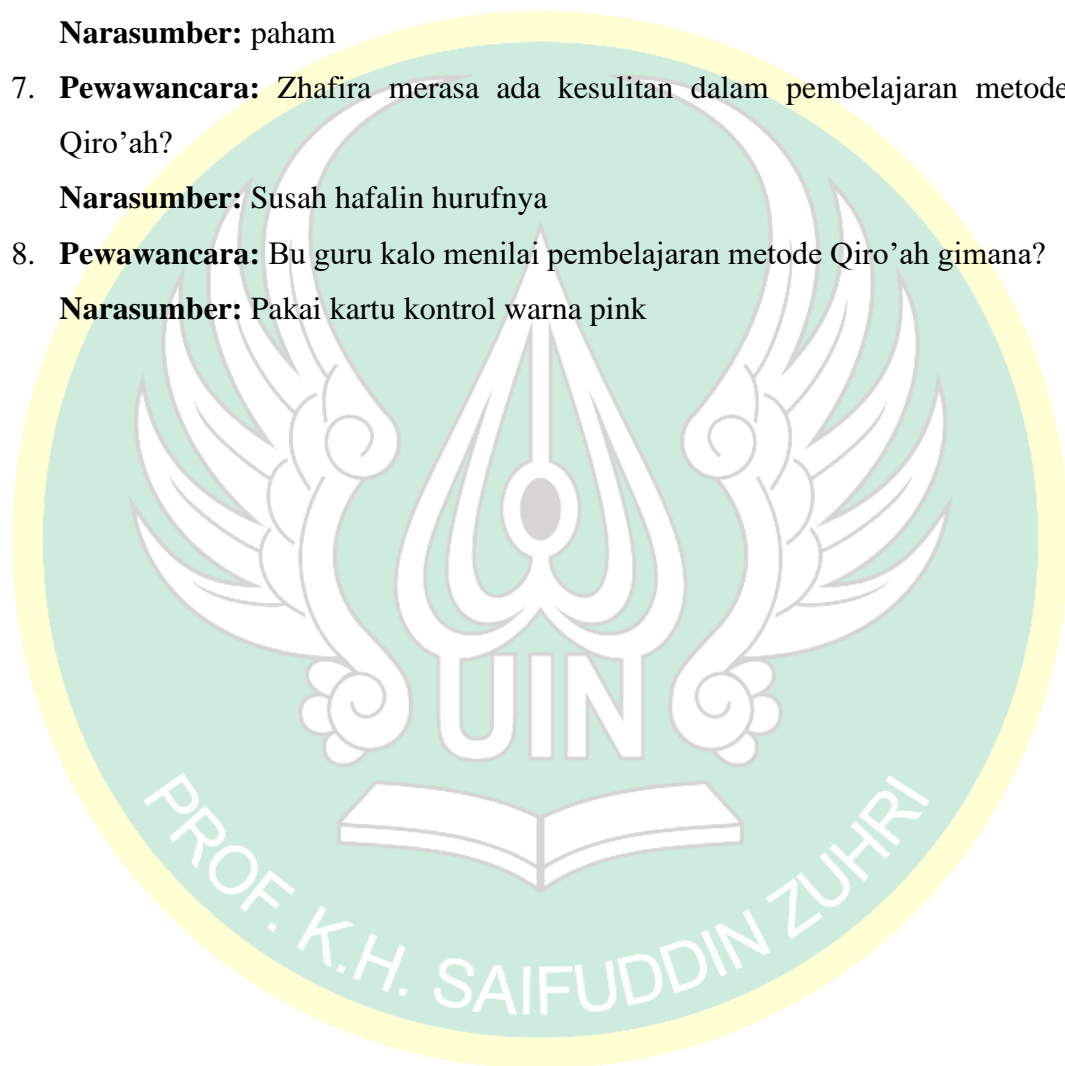 Narasumber: paham
7. Pewawancara: Zhafira merasa ada kesulitan dalam pembelajaran metode
Qiro’ah?
Narasumber: Susah hafalin hurufnya
8. Pewawancara: Bu guru kalo menilai pembelajaran metode Qiro’ah gimana?
Narasumber: Pakai kartu kontrol warna pink
UIN
PROF. K.H. SAIFUDDIN ZUHRI